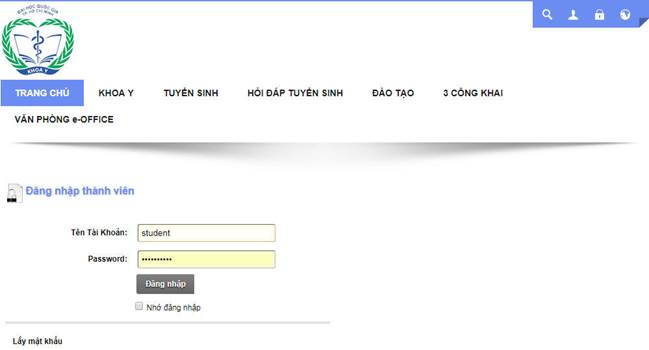 ĐẠI HỌC QUỐC GIA
TP. HỒ CHÍ MINH
KHOA Y
TRANG CHỦ KHOA Y TUYỂN SINH HỎI ĐÁP TUYỂN SINH ĐÀO TẠO 3 CÔNG KHAI
VĂN PHÒNG e-OFFICE
Đăng nhập thành viên
Tên Tài Khoản: student
Password: ••••••••••
Đăng nhập
Nhớ đăng nhập
Lấy mật khẩu